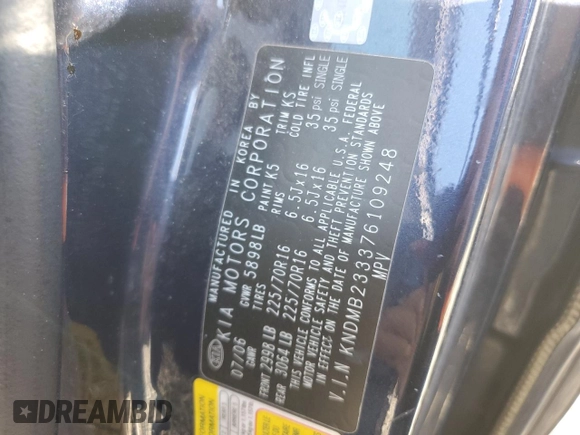 MANUFACTURED IN KOREA BY
KIA MOTORS CORPORATION
07/06 GVWR 5898LB PAINT K5 TRIM KS
GAWR TIRES RIMS COLD TIRE INFL
FRONT 2998 LB 225/70R16 6.5Jx16 35 psi SINGLE
REAR 3064 LB 225/70R16 6.5Jx16 35 psi SINGLE
THIS VEHICLE CONFORMS TO ALL APPLICABLE U.S.A. FEDERAL
MOTOR VEHICLE SAFETY AND THEFT PREVENTION STANDARDS
IN EFFECT ON THE DATE OF MANUFACTURE SHOWN ABOVE
V.I.N KNDMB233376109248
MPV
DREAMBID